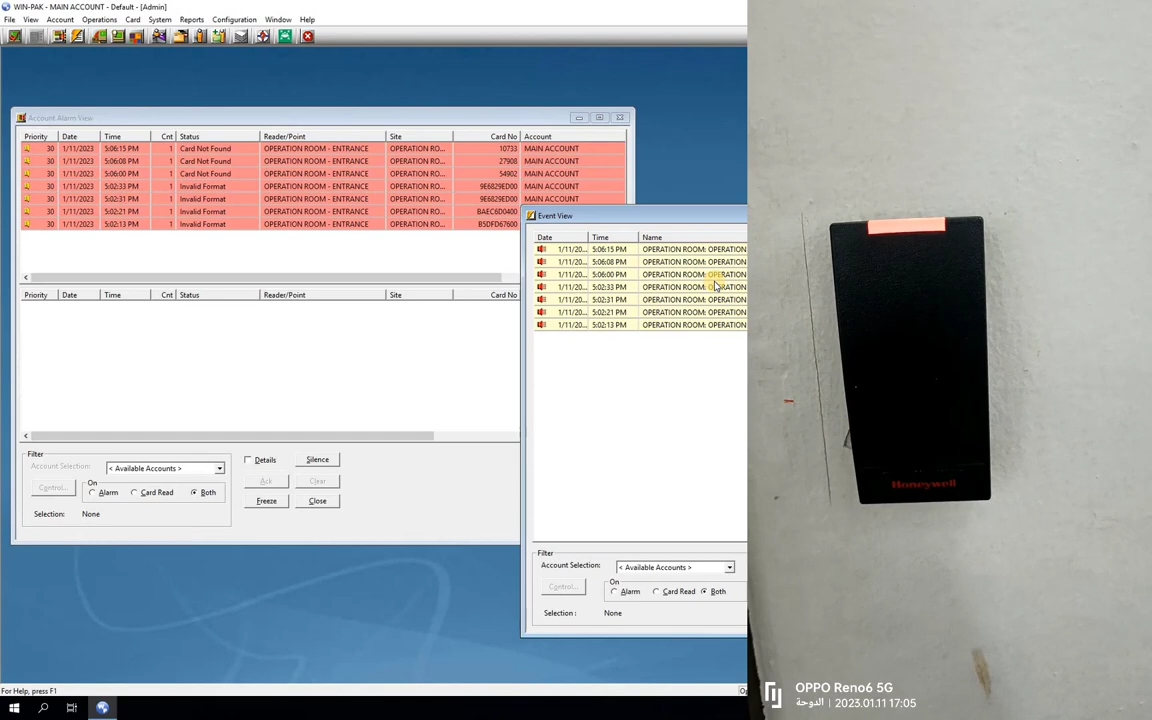 WIN-PAK - MAIN ACCOUNT - Default - [Admin]
File View Account Operations Card System Reports Configuration Window Help
Account Alarm View
Priority Date Time Cnt Status Reader/Point Site Card No Account
30 1/11/2023 5:06:15 PM 1 Card Not Found OPERATION ROOM - ENTRANCE OPERATION RO... 10733 MAIN ACCOUNT
30 1/11/2023 5:06:08 PM 1 Card Not Found OPERATION ROOM - ENTRANCE OPERATION RO... 27908 MAIN ACCOUNT
30 1/11/2023 5:06:00 PM 1 Card Not Found OPERATION ROOM - ENTRANCE OPERATION RO... 54902 MAIN ACCOUNT
30 1/11/2023 5:02:33 PM 1 Invalid Format OPERATION ROOM - ENTRANCE OPERATION RO... 9E6829ED00 MAIN ACCOUNT
30 1/11/2023 5:02:31 PM 1 Invalid Format OPERATION ROOM - ENTRANCE OPERATION RO... 9E6829ED00 MAIN ACCOUNT
30 1/11/2023 5:02:21 PM 1 Invalid Format OPERATION ROOM - ENTRANCE OPERATION RO... BAEC6D0400
30 1/11/2023 5:02:13 PM 1 Invalid Format OPERATION ROOM - ENTRANCE OPERATION RO... B5DFD67600
Priority Date Time Cnt Status Reader/Point Site Card No
Filter
Account Selection: < Available Accounts >
Control...
On
Alarm Card Read Both
Selection: None
Details Silence
Ack Clear
Freeze Close
Event View
Date Time Name
1/11/20... 5:06:15 PM OPERATION ROOM: OPERATION
1/11/20... 5:06:08 PM OPERATION ROOM: OPERATION
1/11/20... 5:06:00 PM OPERATION ROOM: OPERATION
1/11/20... 5:02:33 PM OPERATION ROOM: OPERATION
1/11/20... 5:02:31 PM OPERATION ROOM: OPERATION
1/11/20... 5:02:21 PM OPERATION ROOM: OPERATION
1/11/20... 5:02:13 PM OPERATION ROOM: OPERATION
Filter
Account Selection: < Available Accounts >
Control...
On
Alarm Card Read Both
Selection : None
For Help, press F1
Honeywell
OPPO Reno6 5G
الدوحة | 2023.01.11 17:05